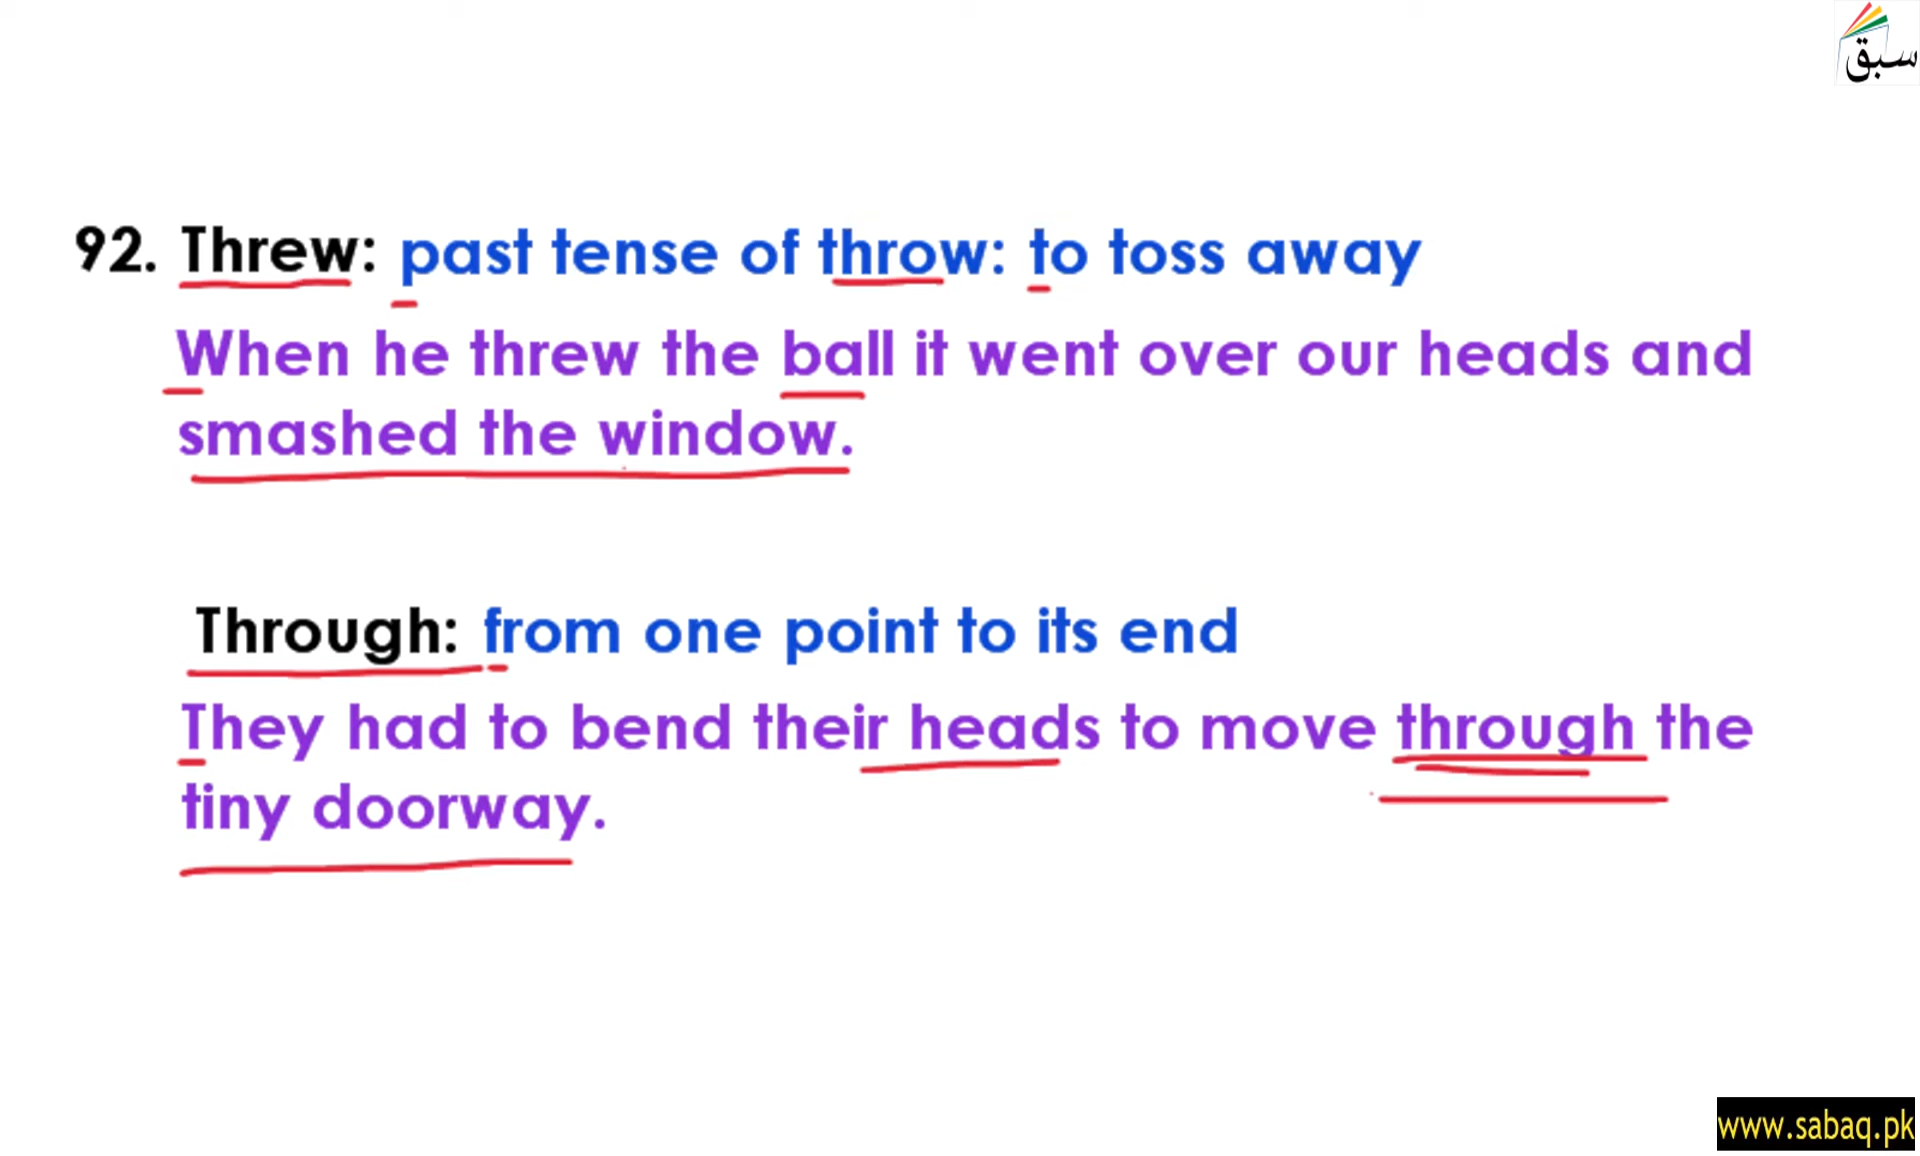 سبق
92. Threw: past tense of throw: to toss away
When he threw the ball it went over our heads and
smashed the window.
Through: from one point to its end
They had to bend their heads to move through the
tiny doorway.
www.sabaq.pk